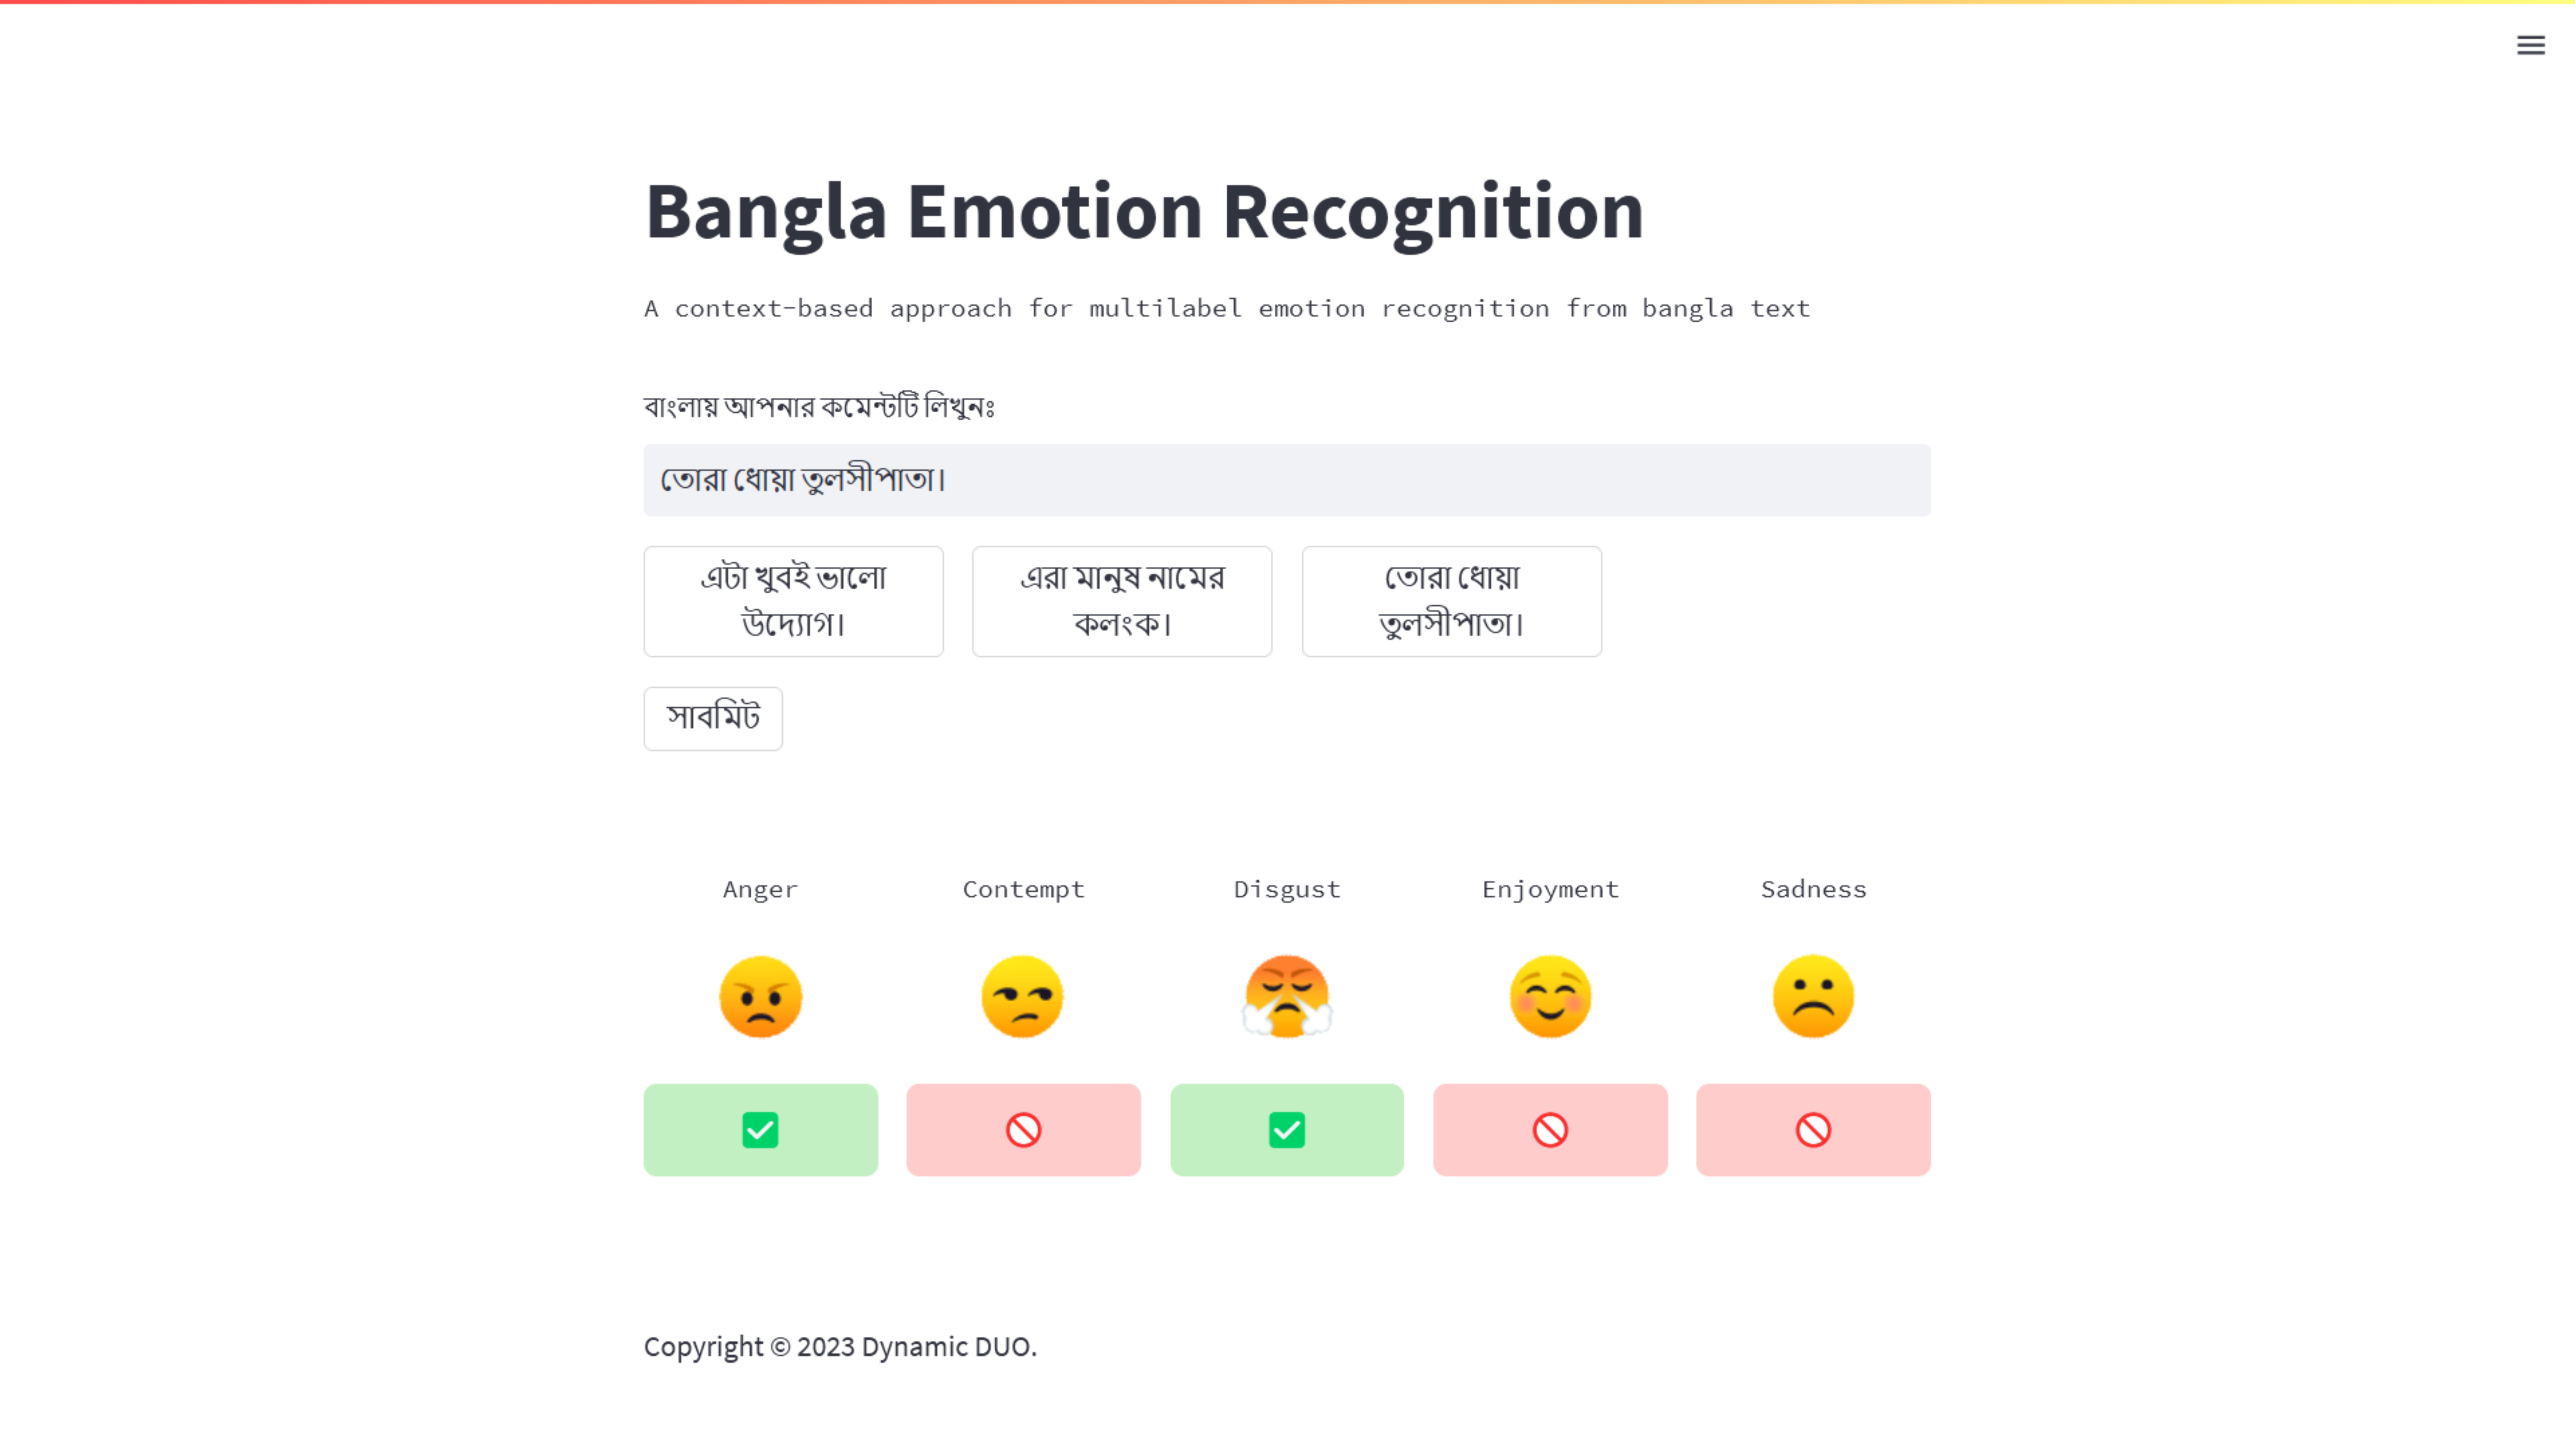 Bangla Emotion Recognition
A context-based approach for multilabel emotion recognition from bangla text
বাংলায় আপনার কমেন্টটি লিখুনঃ
তোরা ধোয়া তুলসীপাতা।
এটা খুবই ভালো
উদ্যোগ।
এরা মানুষ নামের
কলংক।
তোরা ধোয়া
তুলসীপাতা।
সাবমিট
Anger
Contempt
Disgust
Enjoyment
Sadness
Copyright © 2023 Dynamic DUO.